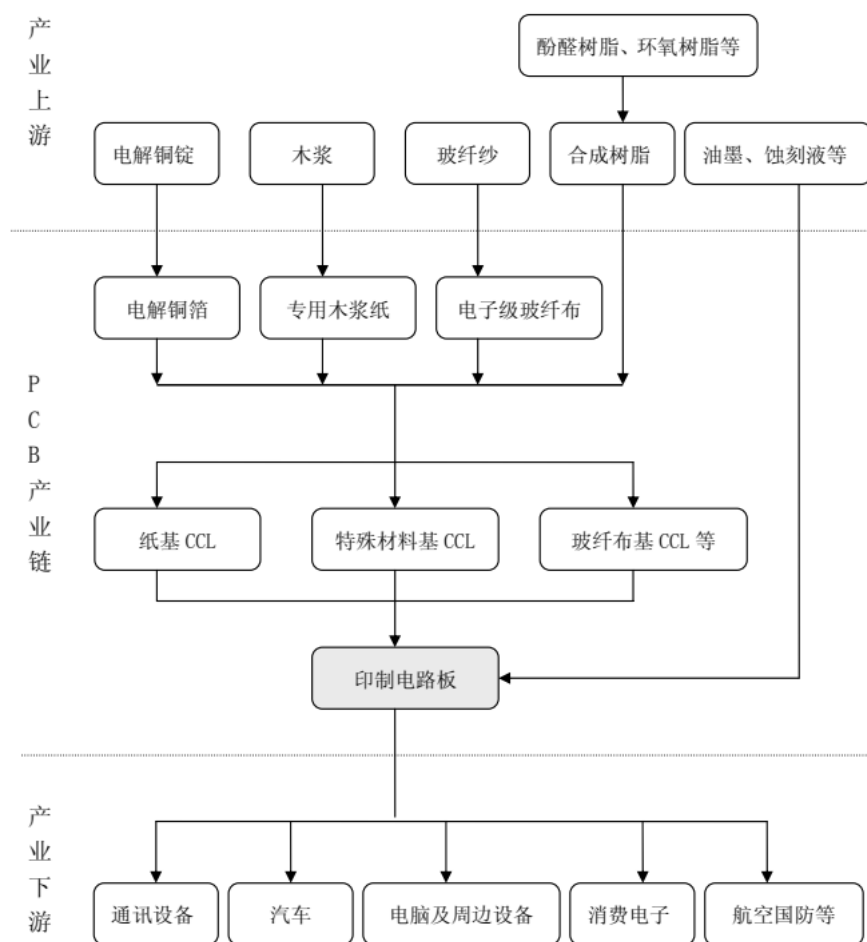 产业上游
酚醛树脂、环氧树脂等
电解铜锭
木浆
玻纤纱
合成树脂
油墨、蚀刻液等
PCB产业链
电解铜箔
专用木浆纸
电子级玻纤布
纸基 CCL
特殊材料基 CCL
玻纤布基 CCL 等
印制电路板
产业下游
通讯设备
汽车
电脑及周边设备
消费电子
航空国防等